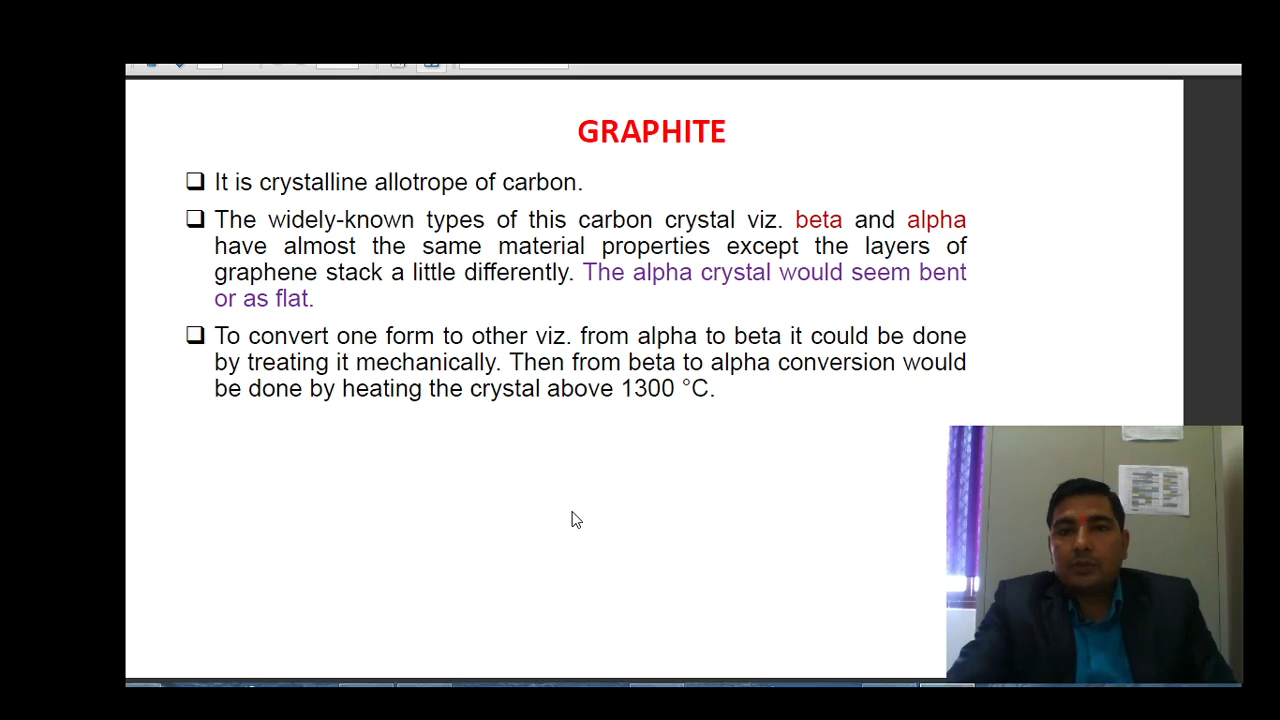 GRAPHITE
It is crystalline allotrope of carbon.
The widely-known types of this carbon crystal viz. beta and alpha
have almost the same material properties except the layers of
graphene stack a little differently. The alpha crystal would seem bent
or as flat.
To convert one form to other viz. from alpha to beta it could be done
by treating it mechanically. Then from beta to alpha conversion would
be done by heating the crystal above 1300 °C.